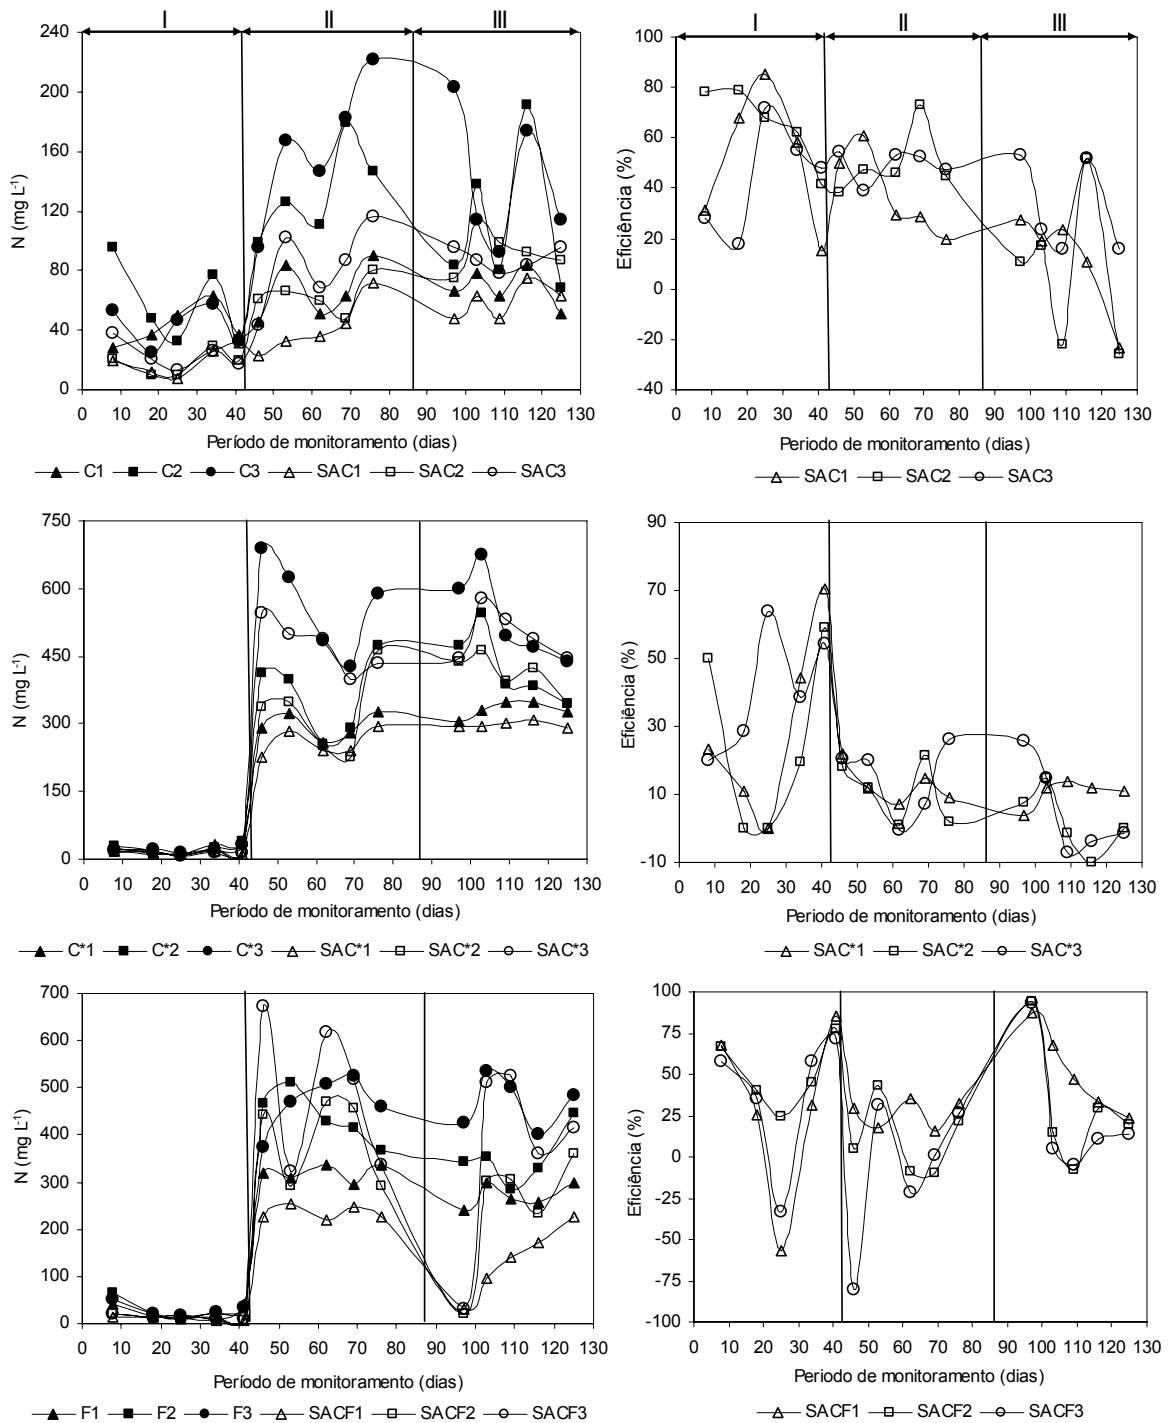 I II III
240
200
160
120
80
40
0
N (mg L-1)
0 10 20 30 40 50 60 70 80 90 100 110 120 130
Período de monitoramento (dias)
C1 C2 C3 SAC1 SAC2 SAC3
I II III
100
80
60
40
20
0
-20
-40
Eficiência (%)
0 10 20 30 40 50 60 70 80 90 100 110 120 130
Periodo de monitoramento (dias)
SAC1 SAC2 SAC3
750
600
450
300
150
0
N (mg L-1)
0 10 20 30 40 50 60 70 80 90 100 110 120 130
Período de monitoramento (dias)
C*1 C*2 C*3 SAC*1 SAC*2 SAC*3
90
70
50
30
10
-10
Eficiência (%)
0 10 20 30 40 50 60 70 80 90 100 110 120 130
Periodo de monitoramento (dias)
SAC*1 SAC*2 SAC*3
700
600
500
400
300
200
100
0
N (mg L-1)
0 10 20 30 40 50 60 70 80 90 100 110 120 130
Período de monitoramento (dias)
F1 F2 F3 SACF1 SACF2 SACF3
100
75
50
25
0
-25
-50
-75
-100
Eficiência (%)
0 10 20 30 40 50 60 70 80 90 100 110 120 130
Periodo de monitoramento (dias)
SACF1 SACF2 SACF3